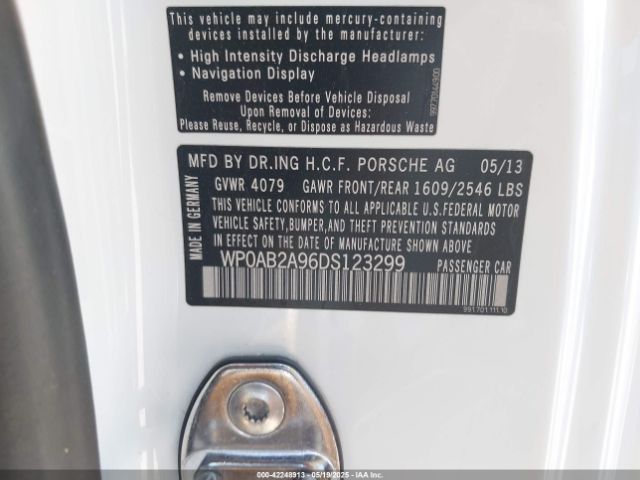 This vehicle may include mercury-containing
devices installed by the manufacturer:
• High Intensity Discharge Headlamps
• Navigation Display
Remove Devices Before Vehicle Disposal
Upon Removal of Devices:
Please Reuse, Recycle, or Dispose as Hazardous Waste
MFD BY DR.ING H.C.F. PORSCHE AG 05/13
GVWR 4079 GAWR FRONT/REAR 1609/2546 LBS
THIS VEHICLE CONFORMS TO ALL APPLICABLE U.S.FEDERAL MOTOR
VEHICLE SAFETY,BUMPER,AND THEFT PREVENTION STANDARDS
IN EFFECT ON THE DATE OF MANUFACTURE SHOWN ABOVE.
WP0AB2A96DS123299
PASSENGER CAR
MADE IN GERMANY
991.701.111.10
000-42248913 - 05/19/2025 - IAA Inc.